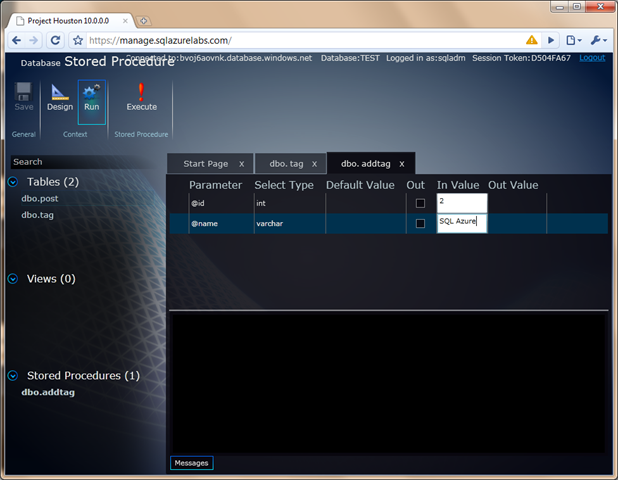 Project Houston 10.0.0.0
https://manage.sqlazurelabs.com/
Database Stored Procedure
Connected to:bvoj6aovnk.database.windows.net Database:TEST Logged in as:sqladm Session Token:D504FA67 Logout
Save Design Run Execute
General Context Stored Procedure
Search
Start Page x dbo. tag x dbo. addtag x
Tables (2)
dbo.post
dbo.tag
Views (0)
Stored Procedures (1)
dbo.addtag
Parameter Select Type Default Value Out In Value Out Value
@id int 2
@name varchar SQL Azure
Messages